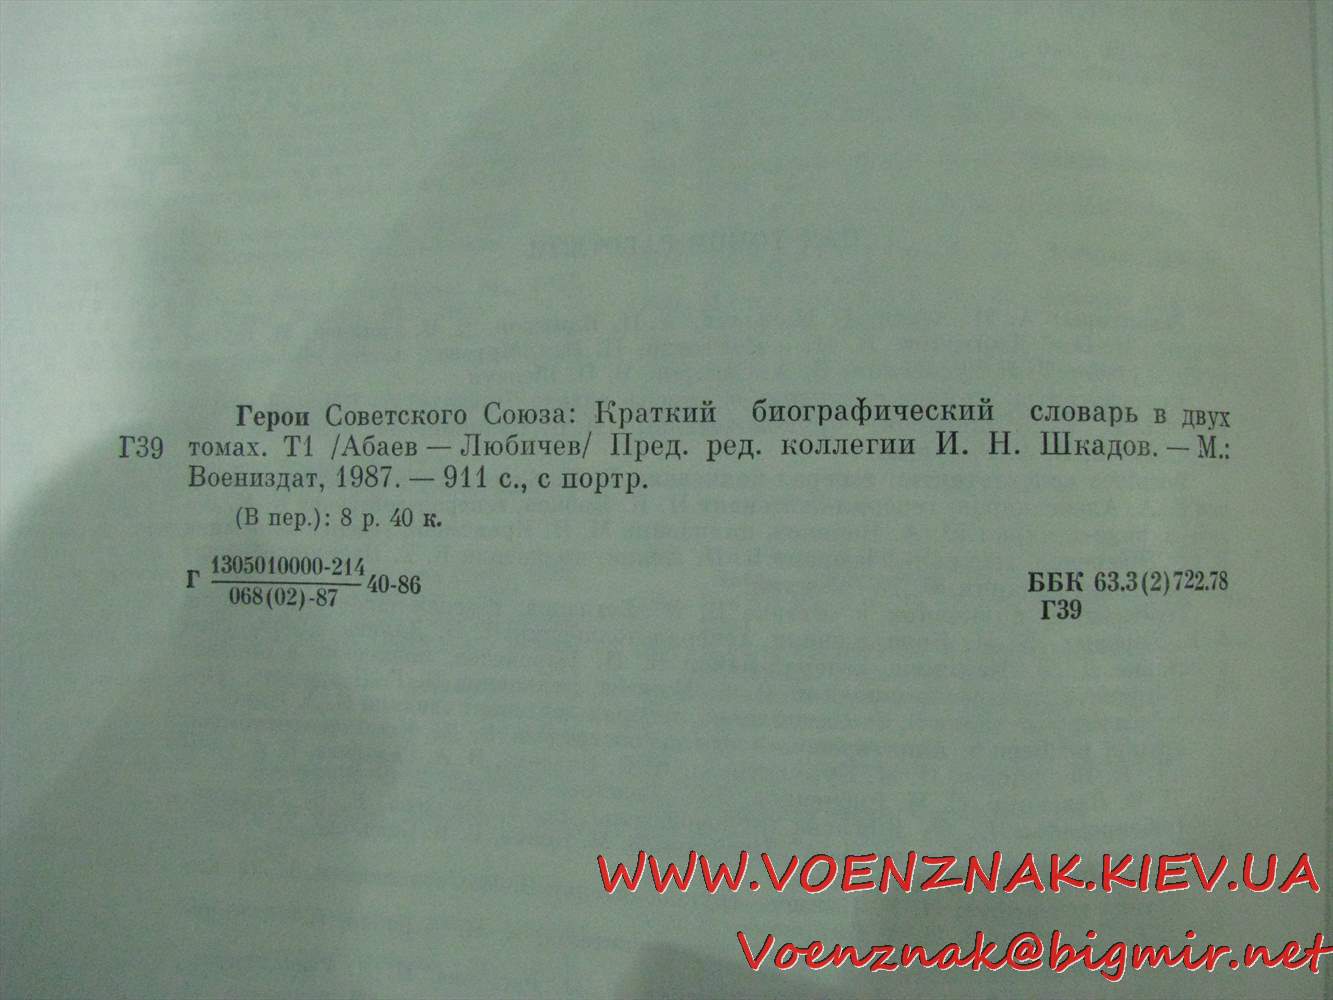 Герои Советского Союза: Краткий биографический словарь в двух
Г39 томах. Т1 /Абаев — Любичев/ Пред. ред. коллегии И. Н. Шкадов. — М.:
Воениздат, 1987. — 911 с., с портр.
(В пер.): 8 р. 40 к.
Г 1305010000-214
068(02)-87 40-86
ББК 63.3(2)722.78
Г39
WWW.VOENZNAK.KIEV.UA
Voenznak@bigmir.net